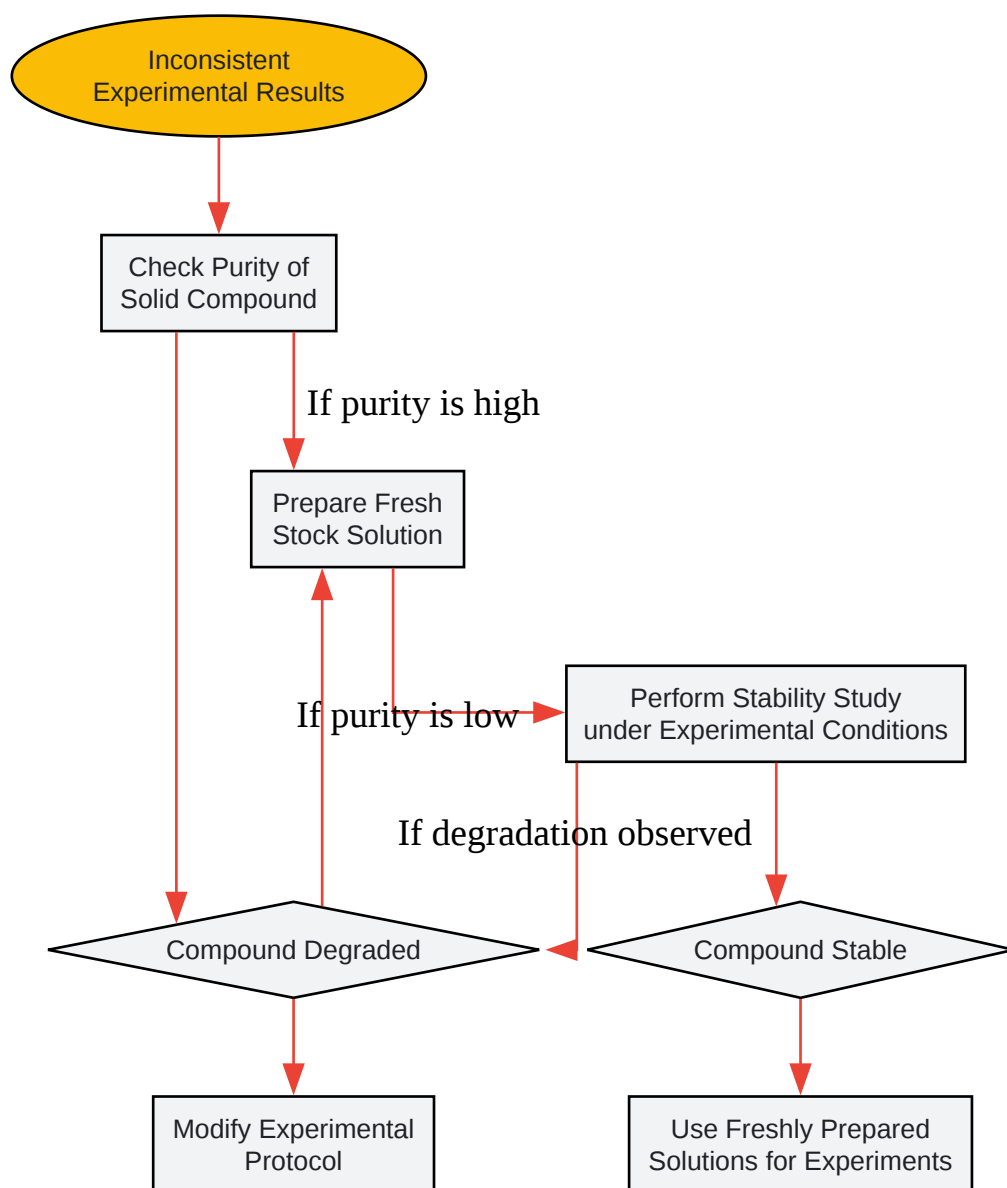 Inconsistent
Experimental Results
Check Purity of
Solid Compound
If purity is high
Prepare Fresh
Stock Solution
If purity is low
Perform Stability Study
under Experimental Conditions
If degradation observed
Compound Degraded
Compound Stable
Modify Experimental
Protocol
Use Freshly Prepared
Solutions for Experiments